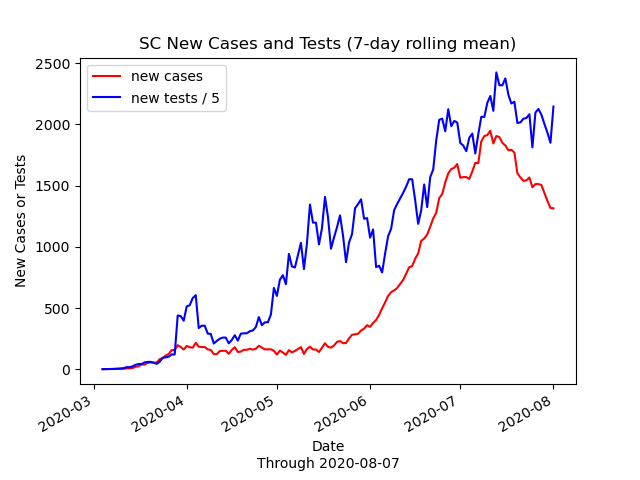 SC New Cases and Tests (7-day rolling mean)
new cases
new tests / 5
2500
2000
1500
1000
500
0
New Cases or Tests
2020-03
2020-04
2020-05
2020-06
2020-07
2020-08
Date
Through 2020-08-07